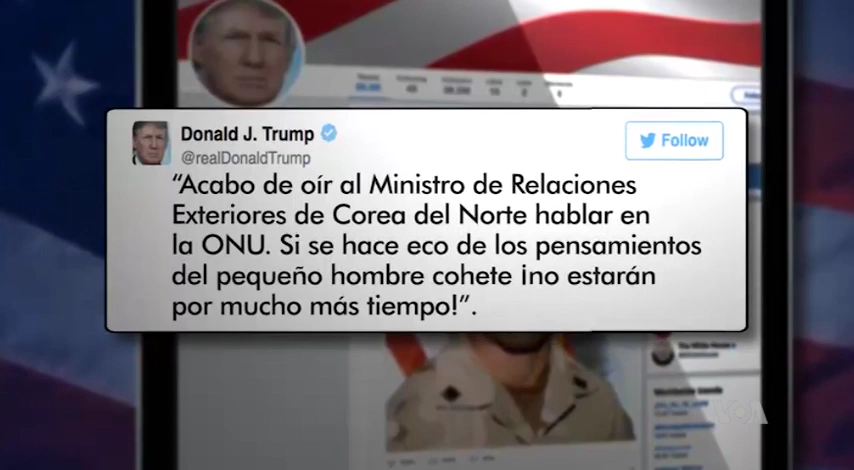 Donald J. Trump
Follow
@realDonaldTrump
“Acabo de oír al Ministro de Relaciones
Exteriores de Corea del Norte hablar en
la ONU. Si se hace eco de los pensamientos
del pequeño hombre cohete ¡no estarán
por mucho más tiempo!”.
VOA